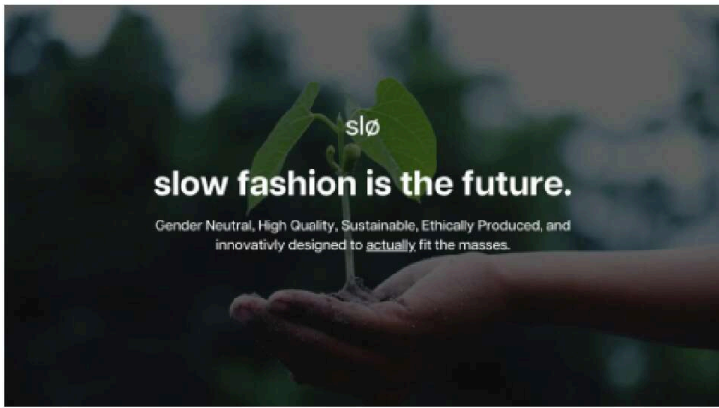 slø
slow fashion is the future.
Gender Neutral, High Quality, Sustainable, Ethically Produced, and
innovativly designed to actually fit the masses.